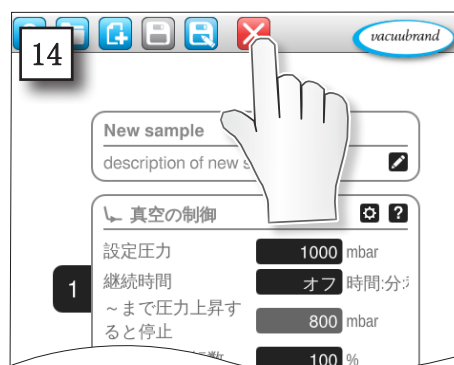 14
vacuubrand
New sample
description of new s
真空の制御
?
設定圧力 1000 mbar
1
継続時間 オフ 時間:分:
～まで圧力上昇す
ると停止
800 mbar
100 %